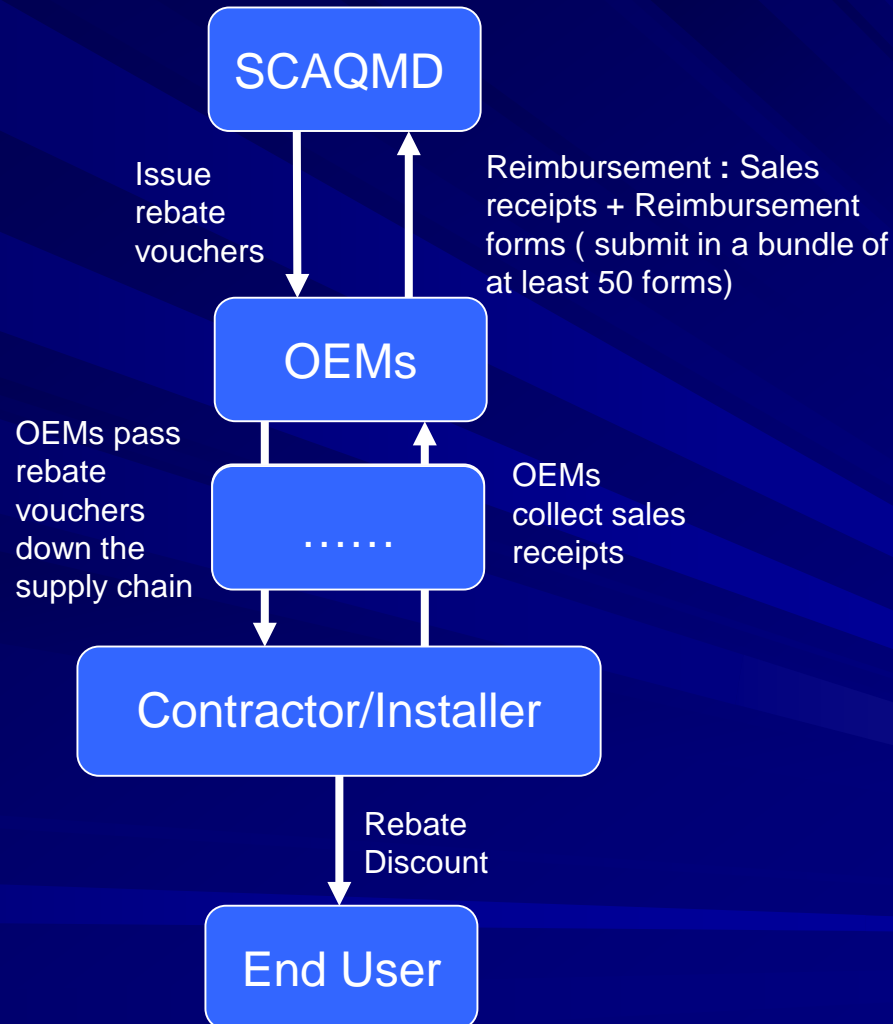 SCAQMD
Issue
rebate
vouchers
Reimbursement : Sales
receipts + Reimbursement
forms ( submit in a bundle of
at least 50 forms)
OEMs
OEMs pass
rebate
vouchers
down the
supply chain
......
OEMs
collect sales
receipts
Contractor/Installer
Rebate
Discount
End User